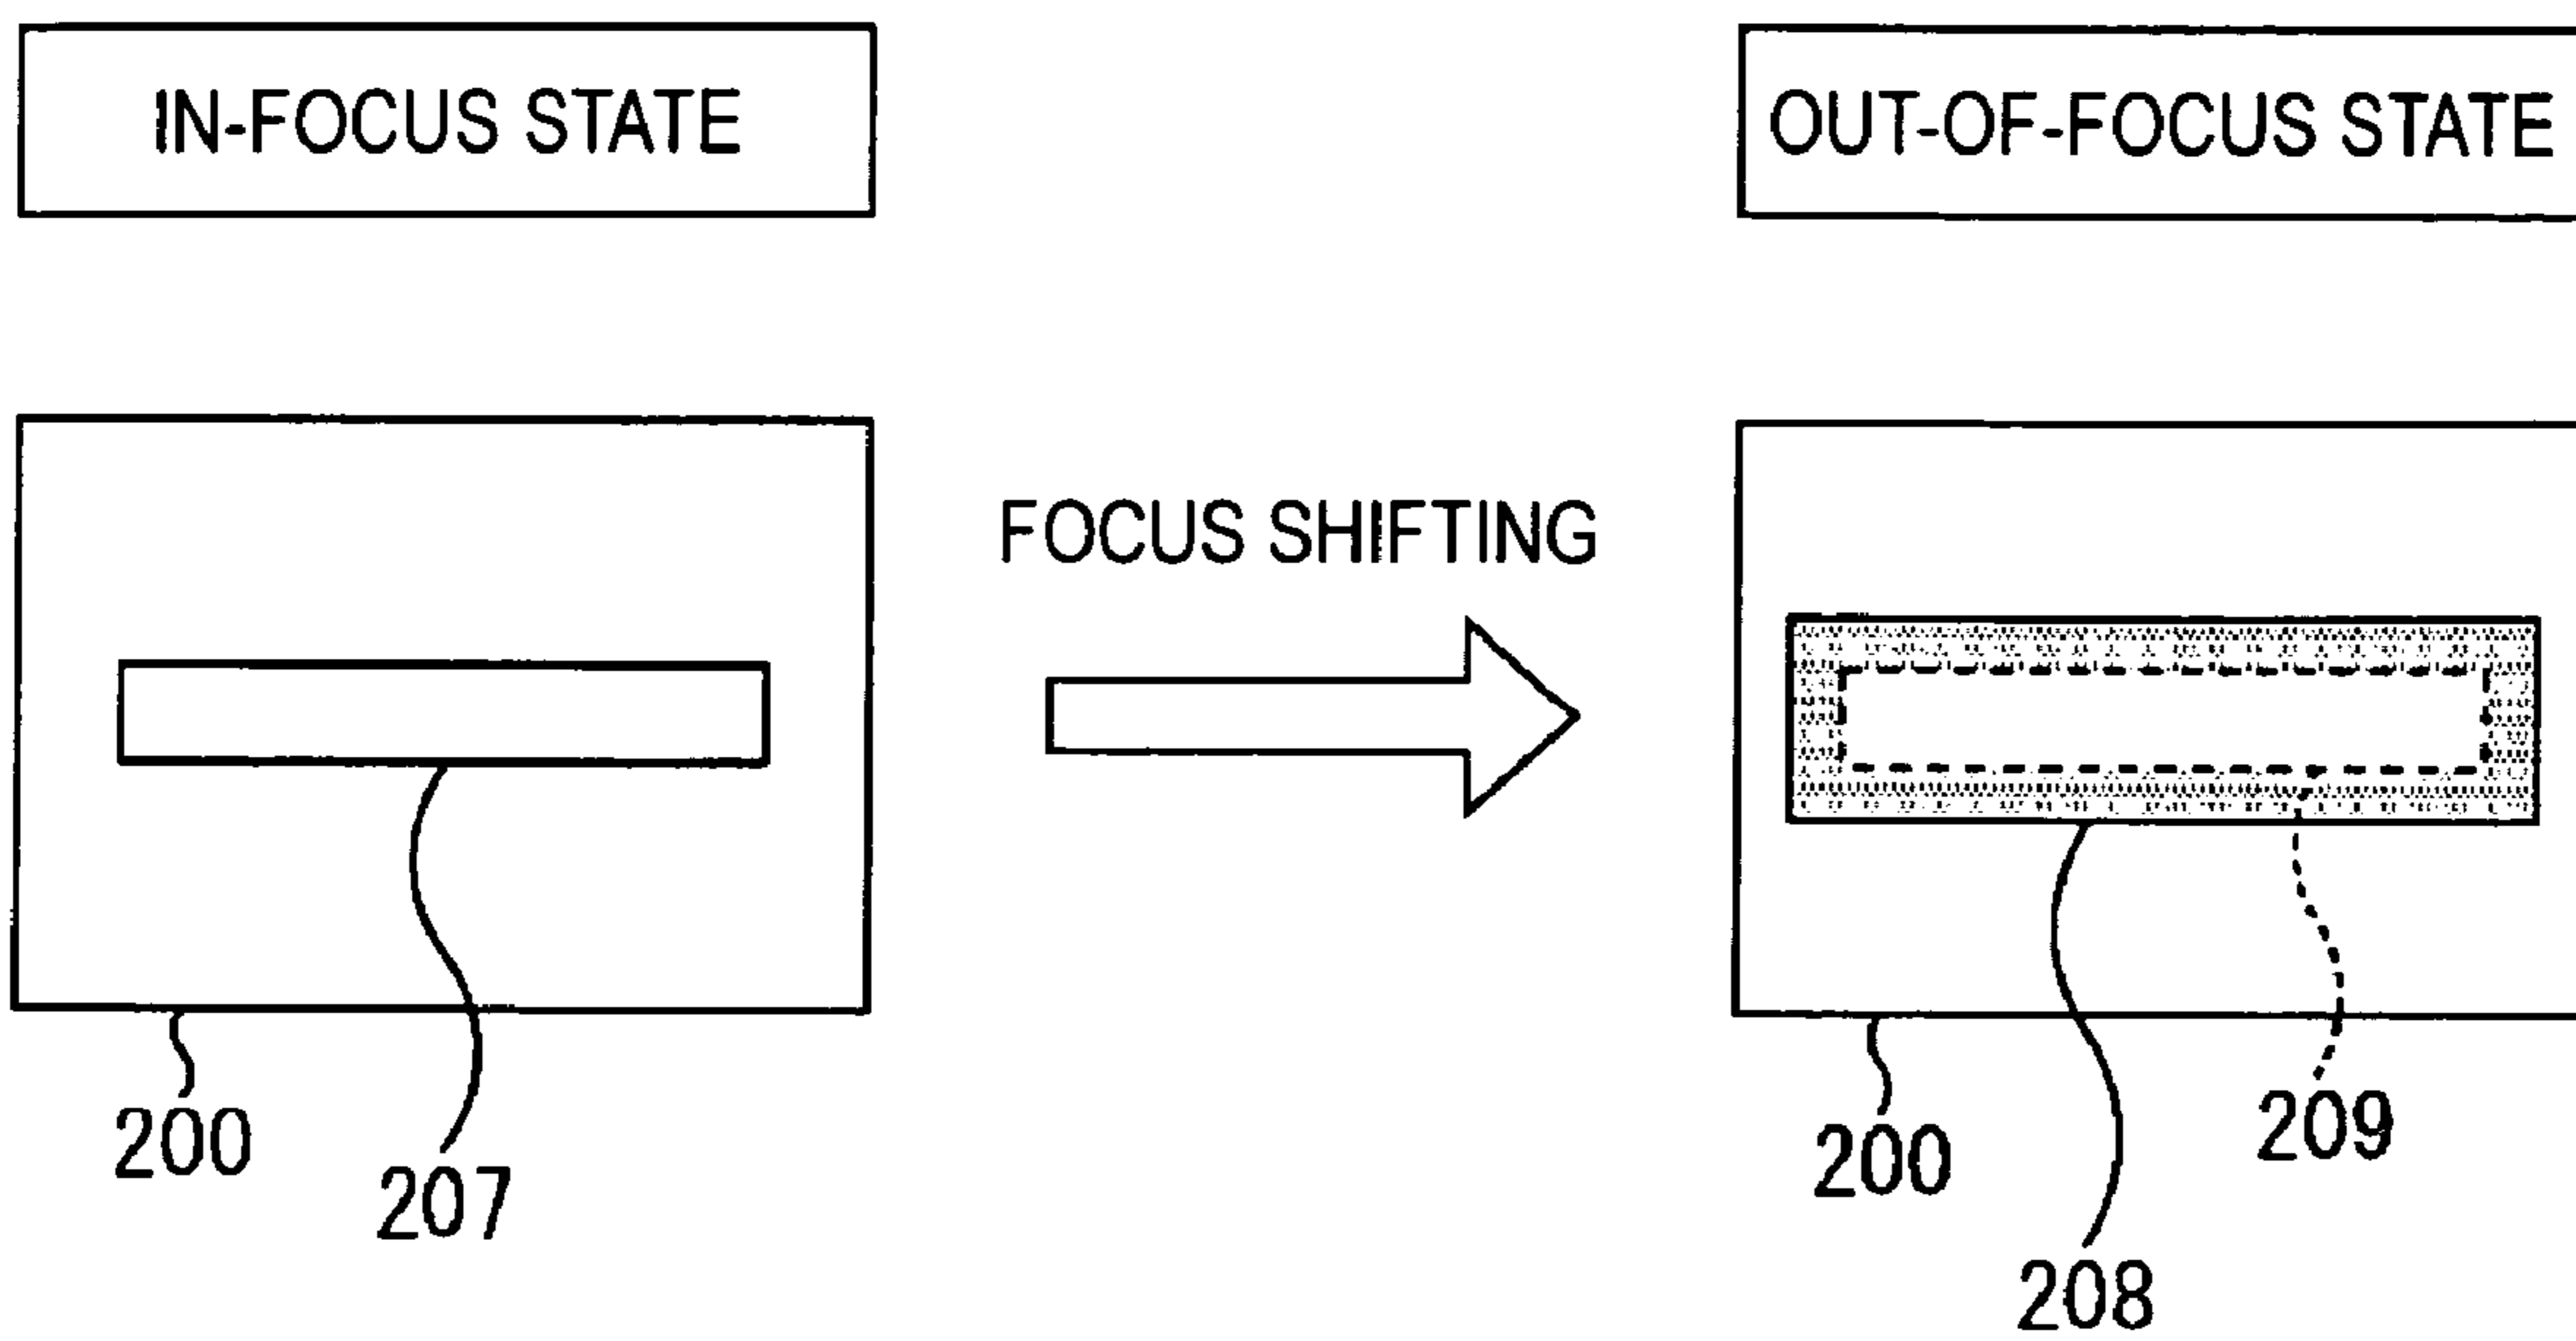 IN-FOCUS STATE
OUT-OF-FOCUS STATE
FOCUS SHIFTING
200
207
200
208
209